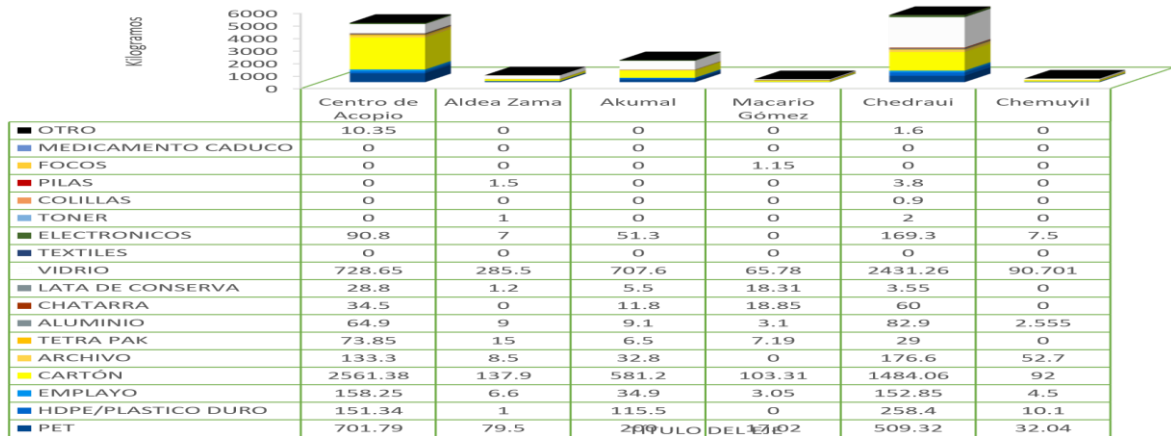 Kilogramos
6000
5000
4000
3000
2000
1000
0
Centro de Acopio Aldea Zama Akumal Macario Gómez Chedraui Chemuyil
OTRO 10.35 0 0 0 1.6 0
MEDICAMENTO CADUCO 0 0 0 0 0 0
FOCOS 0 0 0 1.15 0 0
PILAS 0 1.5 0 0 3.8 0
COLILLAS 0 0 0 0 0.9 0
TONER 0 1 0 0 2 0
ELECTRONICOS 90.8 7 51.3 0 169.3 7.5
TEXTILES 0 0 0 0 0 0
VIDRIO 728.65 285.5 707.6 65.78 2431.26 90.701
LATA DE CONSERVA 28.8 1.2 5.5 18.31 3.55 0
CHATARRA 34.5 0 11.8 18.85 60 0
ALUMINIO 64.9 9 9.1 3.1 82.9 2.555
TETRA PAK 73.85 15 6.5 7.19 29 0
ARCHIVO 133.3 8.5 32.8 0 176.6 52.7
CARTÓN 2561.38 137.9 581.2 103.31 1484.06 92
EMPLAYO 158.25 6.6 34.9 3.05 152.85 4.5
HDPE/PLASTICO DURO 151.34 1 115.5 0 258.4 10.1
PET 701.79 79.5 17.02 509.32 32.04
TÍTULO DEL EJE